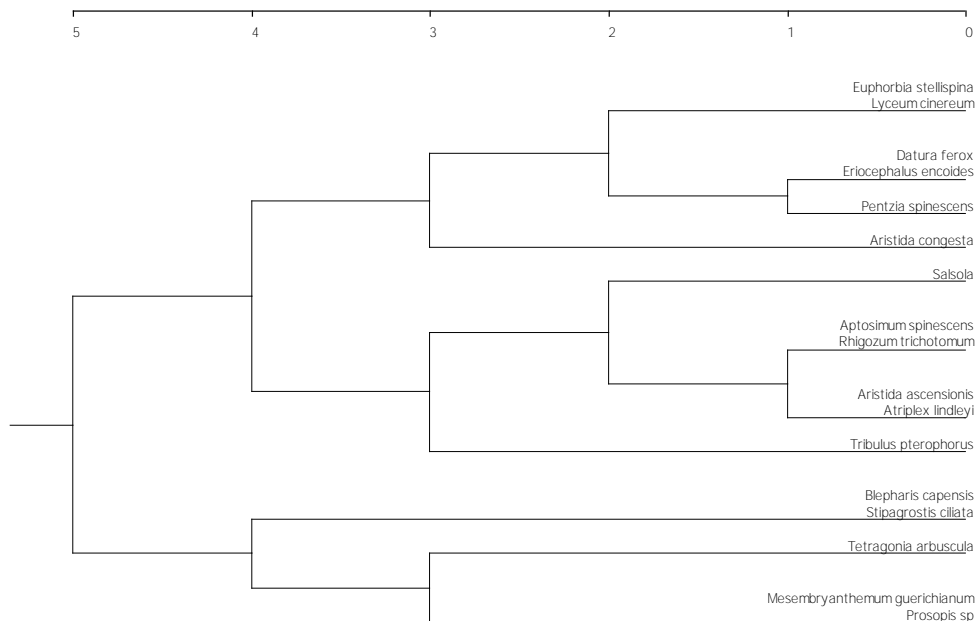 5 4 3 2 1 0
Euphorbia stellispina
Lyceum cinereum
Datura ferox
Eriocephalus encoides
Pentzia spinescens
Aristida congesta
Salsola
Aptosimum spinescens
Rhigozum trichotomum
Aristida ascensionis
Atriplex lindleyi
Tribulus pterophorus
Blepharis capensis
Stipagrostis ciliata
Tetragonia arbuscula
Mesembryanthemum guerichianum
Prosopis sp